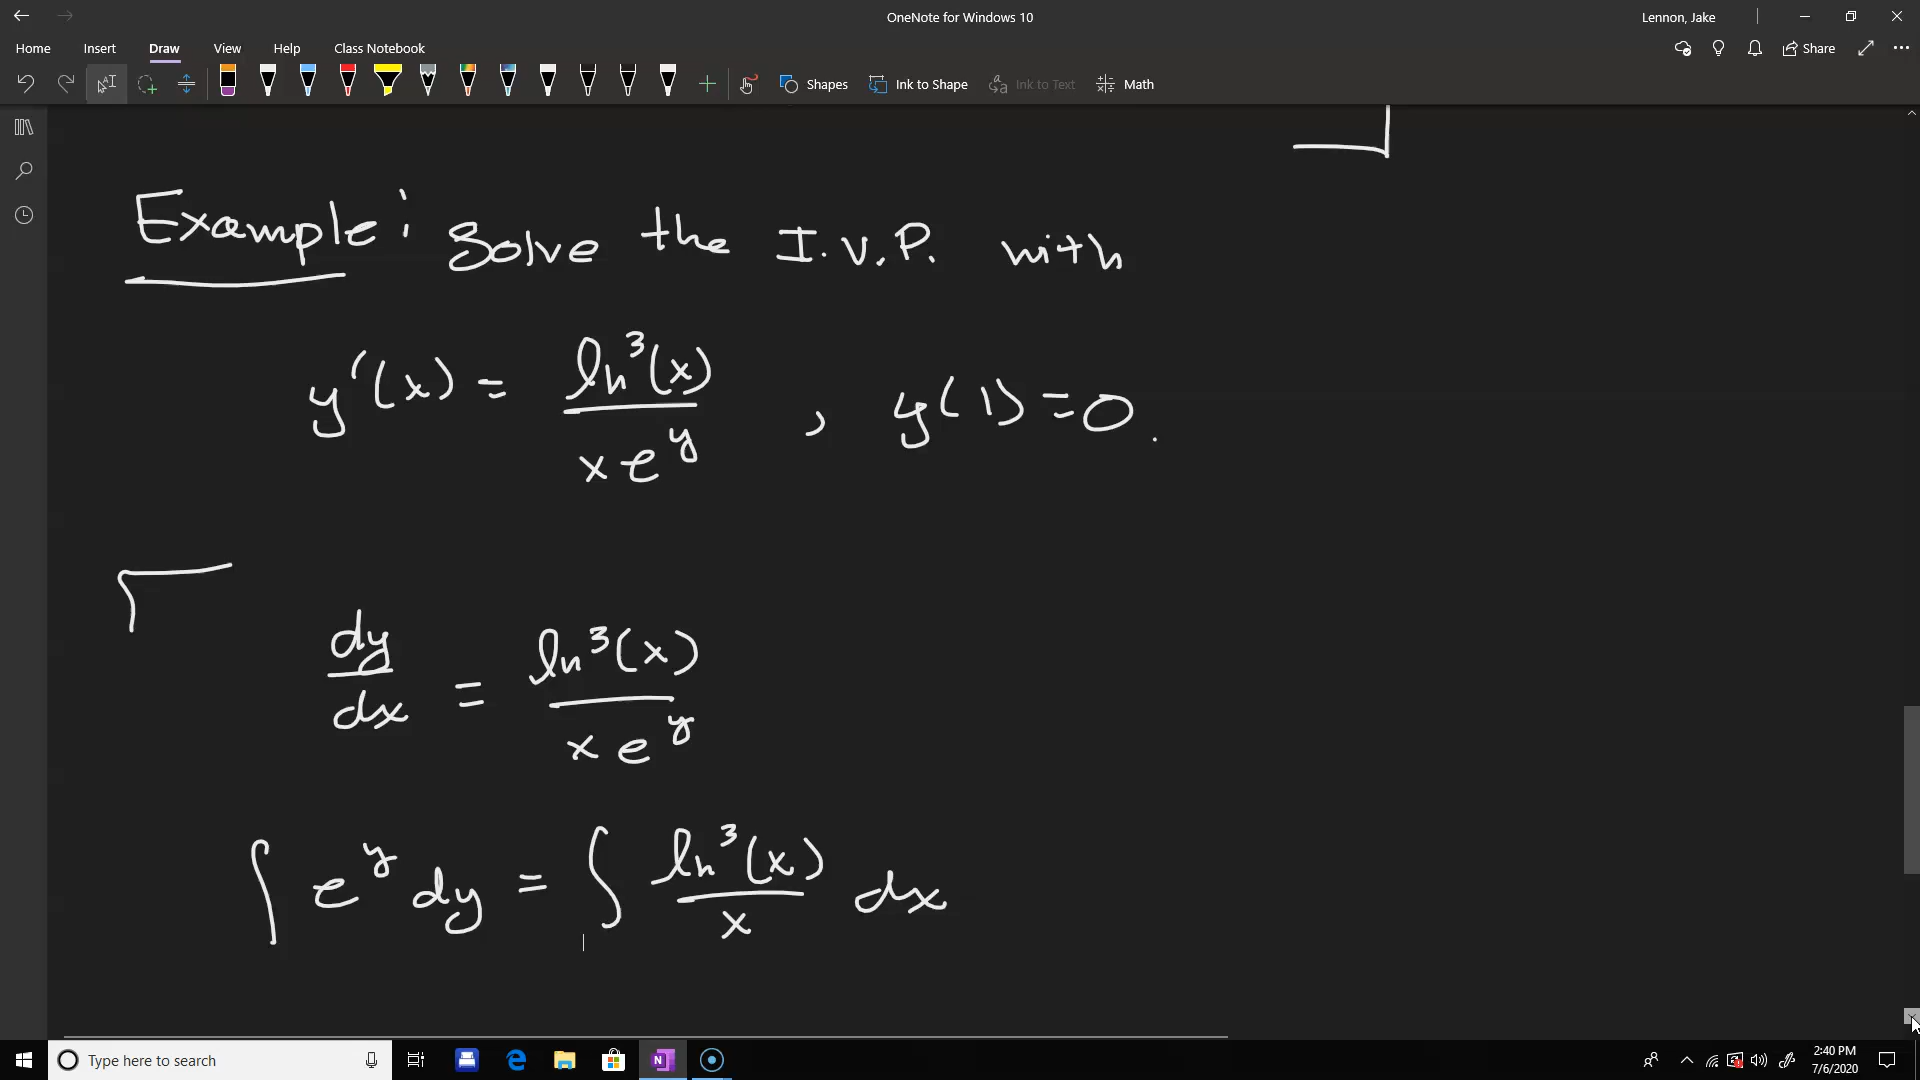 OneNote for Windows 10
Lennon, Jake
Home Insert Draw View Help Class Notebook
Share
Shapes Ink to Shape Ink to Text Math
Example: Solve the I.V.P. with
y'(x) = ln³(x) / x e^y , y(1) = 0.
dy/dx = ln³(x) / x e^y
∫ e^y dy = ∫ ln³(x) / x dx
Type here to search
2:40 PM
7/6/2020